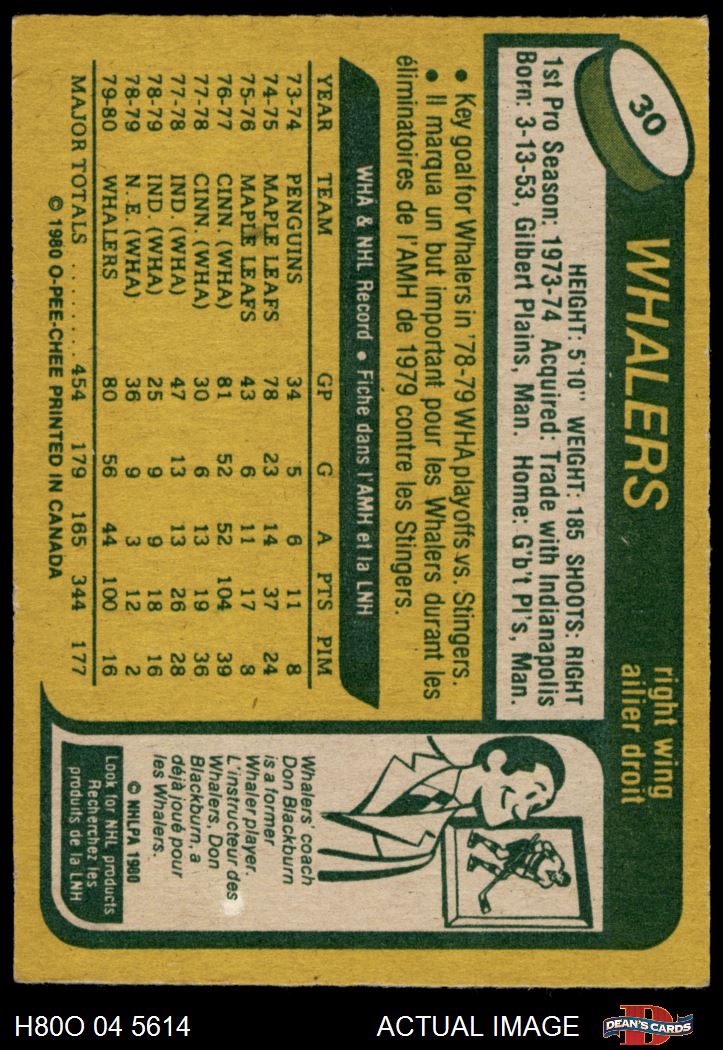 30
WHALERS
right wing
ailier droit
HEIGHT: 5'10" WEIGHT: 185 SHOOTS: RIGHT
1st Pro Season: 1973-74 Acquired: Trade with Indianapolis
Born: 3-13-53, Gilbert Plains, Man. Home: G'b't Pl's, Man.
• Key goal for Whalers in '78-79 WHA playoffs vs. Stingers.
• Il marqua un but important pour les Whalers durant les
éliminatoires de l'AMH de 1979 contre les Stingers.
WHA & NHL Record • Fiche dans l'AMH et la LNH
YEAR TEAM GP G A PTS PIM
73-74 PENGUINS 34 5 6 11 8
74-75 MAPLE LEAFS 78 23 14 37 24
75-76 MAPLE LEAFS 43 6 11 17 8
76-77 CINN. (WHA) 81 52 52 104 39
77-78 CINN. (WHA) 30 6 13 19 36
77-78 IND. (WHA) 47 13 13 26 28
78-79 IND. (WHA) 25 9 9 18 16
78-79 N. E. (WHA) 36 9 3 12 2
79-80 WHALERS 80 56 44 100 16
MAJOR TOTALS ........ 454 179 165 344 177
© 1980 O-PEE-CHEE PRINTED IN CANADA
Whalers' coach
Don Blackburn
is a former
Whaler player.
L'instructeur des
Whalers, Don
Blackburn, a
déjà joué pour
les Whalers.
© NHLPA 1980
Look for NHL products
Recherchez les
produits de la LNH
H80O 04 5614
ACTUAL IMAGE
D
DEAN'S CARDS